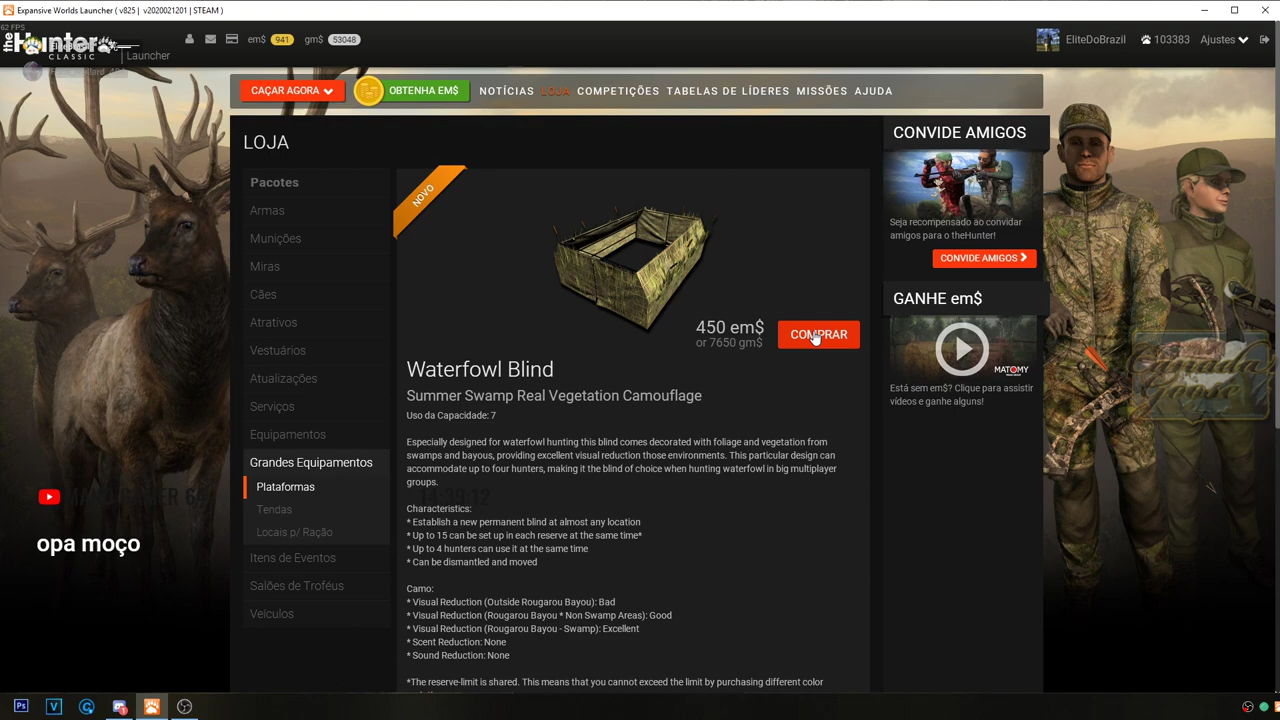 Expansive Worlds Launcher ( v825 | v2020021201 | STEAM )
62 FPS
theHunter
CLASSIC
Launcher
em$ 941 gm$ 53048
EliteDoBrazil 103383 Ajustes
CAÇAR AGORA OBTENHA EM$ NOTÍCIAS LOJA COMPETIÇÕES TABELAS DE LÍDERES MISSÕES AJUDA
LOJA
Pacotes
Armas
Munições
Miras
Cães
Atrativos
Vestuários
Atualizações
Serviços
Equipamentos
Grandes Equipamentos
Plataformas
Tendas
Locais p/ Ração
Itens de Eventos
Salões de Troféus
Veículos
NOVO
450 em$
or 7650 gm$
COMPRAR
Waterfowl Blind
Summer Swamp Real Vegetation Camouflage
Uso da Capacidade: 7
Especially designed for waterfowl hunting this blind comes decorated with foliage and vegetation from
swamps and bayous, providing excellent visual reduction those environments. This particular design can
accommodate up to four hunters, making it the blind of choice when hunting waterfowl in big multiplayer
groups.
14:39:12
Characteristics:
* Establish a new permanent blind at almost any location
* Up to 15 can be set up in each reserve at the same time*
* Up to 4 hunters can use it at the same time
* Can be dismantled and moved
Camo:
* Visual Reduction (Outside Rougarou Bayou): Bad
* Visual Reduction (Rougarou Bayou * Non Swamp Areas): Good
* Visual Reduction (Rougarou Bayou - Swamp): Excellent
* Scent Reduction: None
* Sound Reduction: None
*The reserve-limit is shared. This means that you cannot exceed the limit by purchasing different color
CONVIDE AMIGOS
Seja recompensado ao convidar
amigos para o theHunter!
CONVIDE AMIGOS
GANHE em$
MATOMY
Está sem em$? Clique para assistir
vídeos e ganhe alguns!
opa moço
Ps
V